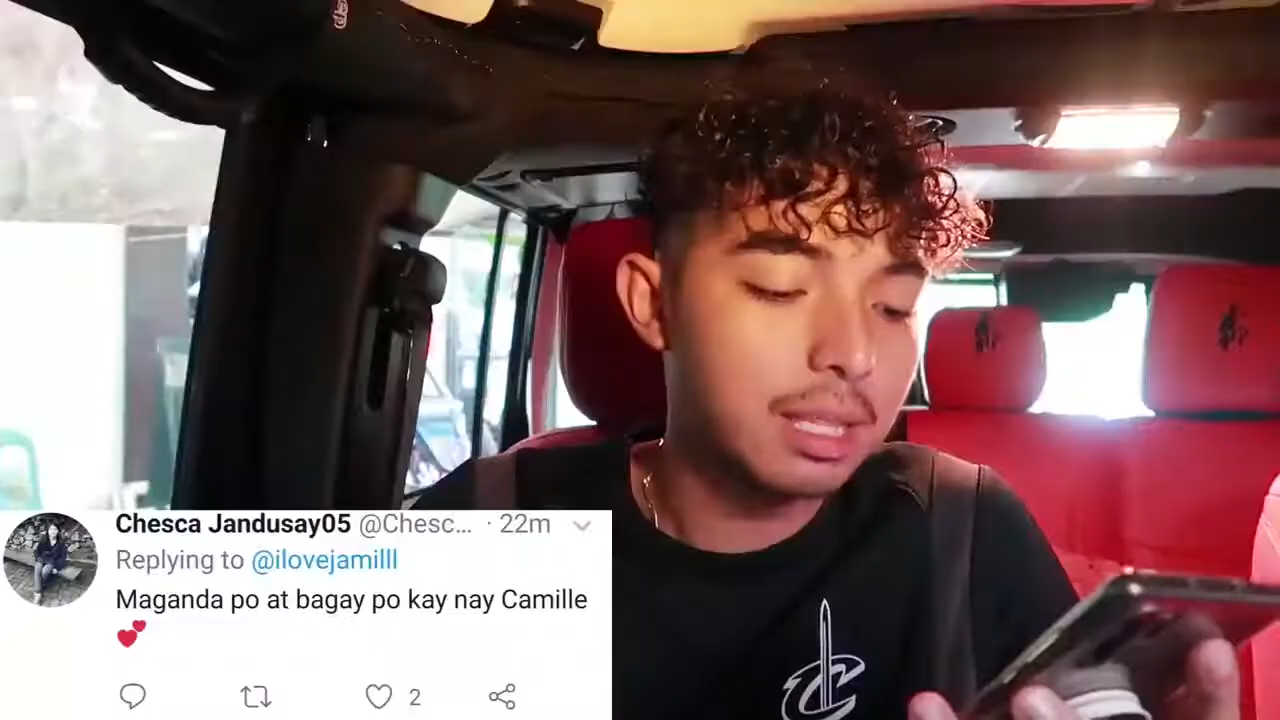 Chesca Jandusay05 @Chesc... · 22m
Replying to @ilovejamilll
Maganda po at bagay po kay nay Camille
💕
2